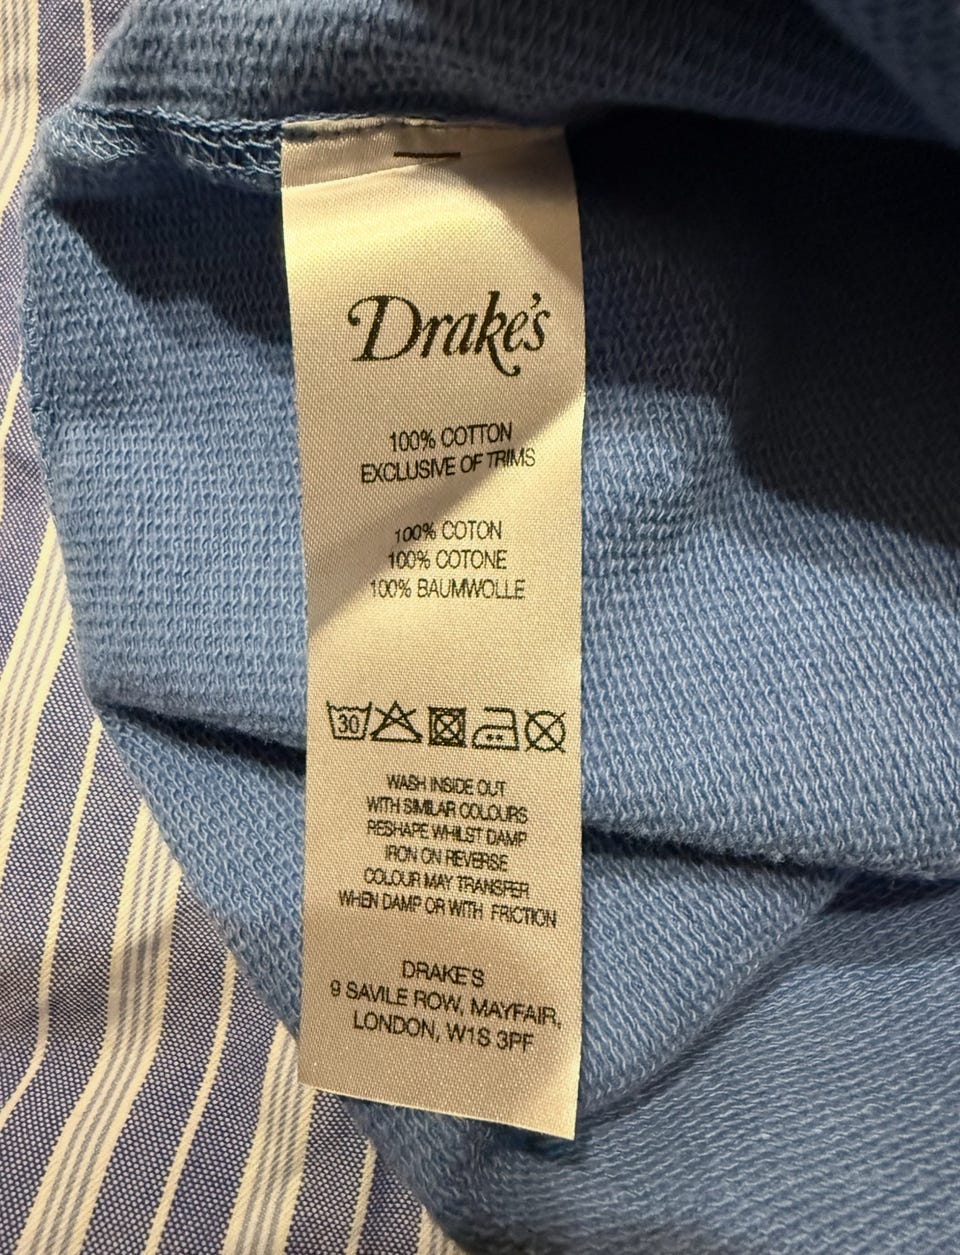 Drake's
100% COTTON
EXCLUSIVE OF TRIMS
100% COTON
100% COTONE
100% BAUMWOLLE
30
WASH INSIDE OUT
WITH SIMILAR COLOURS
RESHAPE WHILST DAMP
IRON ON REVERSE
COLOUR MAY TRANSFER
WHEN DAMP OR WITH FRICTION
DRAKE'S
9 SAVILE ROW, MAYFAIR,
LONDON, W1S 3PF